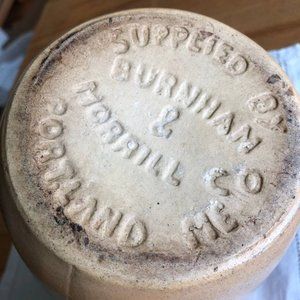 SUPPLIED BY
BURNHAM
&
MORRILL CO
PORTLAND ME